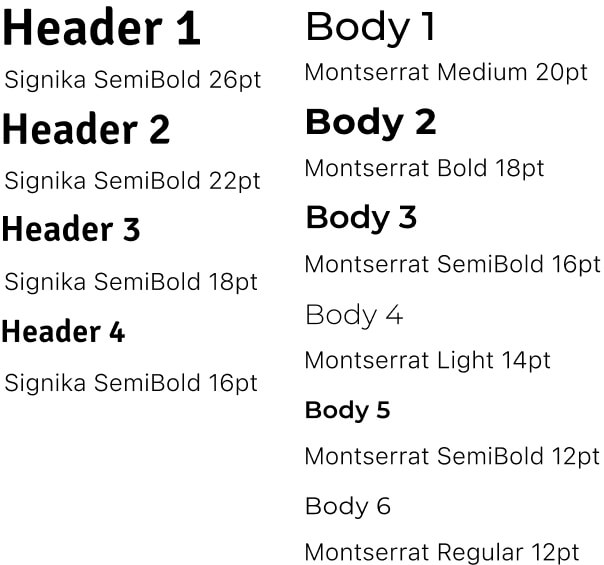 Header 1
Signika SemiBold 26pt
Header 2
Signika SemiBold 22pt
Header 3
Signika SemiBold 18pt
Header 4
Signika SemiBold 16pt
Body 1
Montserrat Medium 20pt
Body 2
Montserrat Bold 18pt
Body 3
Montserrat SemiBold 16pt
Body 4
Montserrat Light 14pt
Body 5
Montserrat SemiBold 12pt
Body 6
Montserrat Regular 12pt